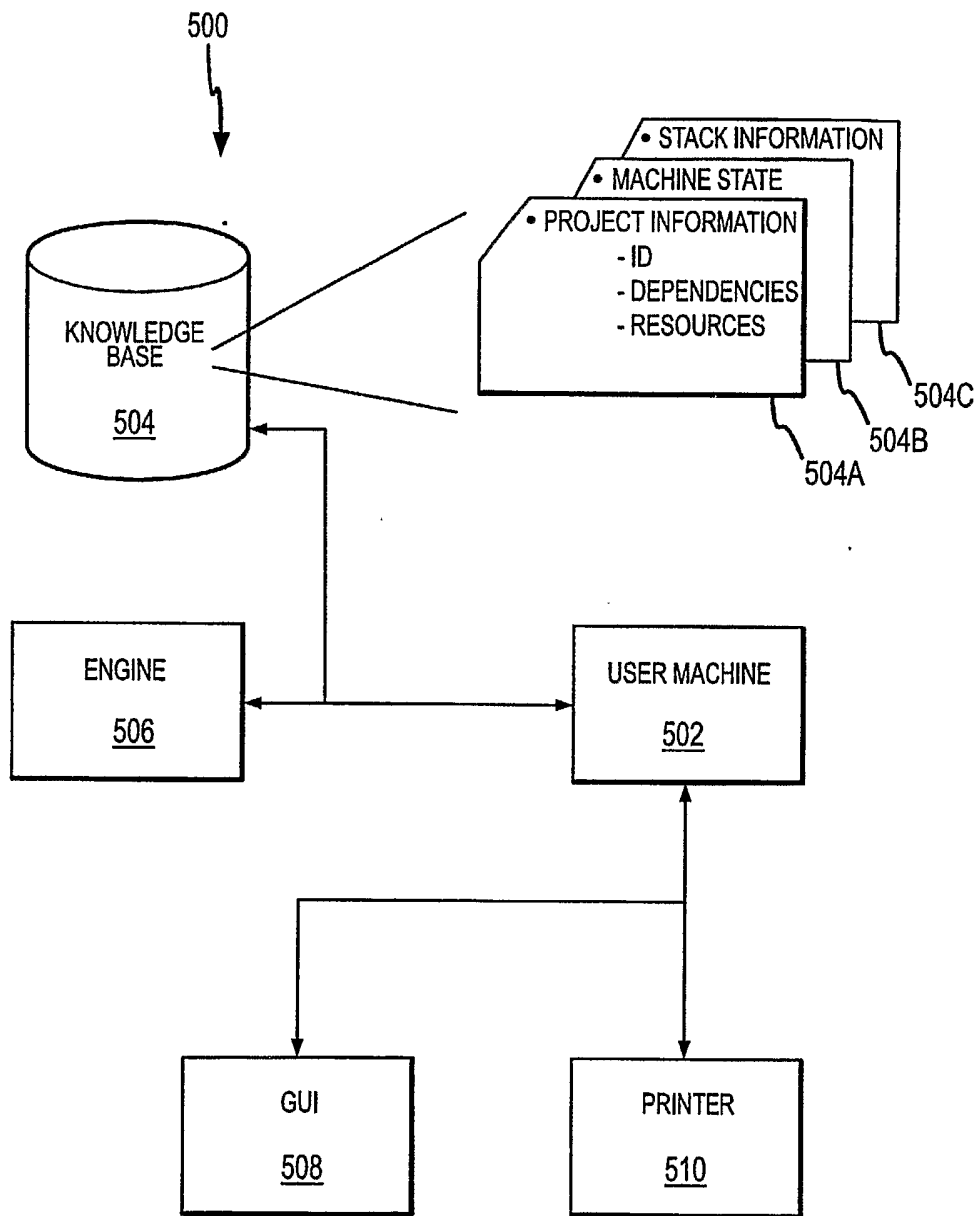 500
• STACK INFORMATION
• MACHINE STATE
• PROJECT INFORMATION
- ID
- DEPENDENCIES
- RESOURCES
KNOWLEDGE
BASE
504
504C
504B
504A
ENGINE
506
USER MACHINE
502
GUI
508
PRINTER
510